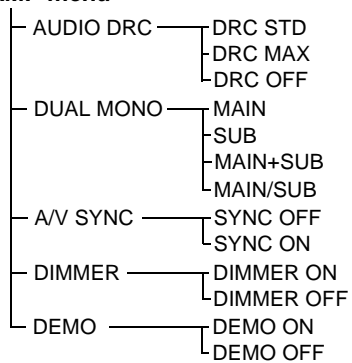 AUDIO DRC DRC STD
DRC MAX
DRC OFF
DUAL MONO MAIN
SUB
MAIN+SUB
MAIN/SUB
A/V SYNC SYNC OFF
SYNC ON
DIMMER DIMMER ON
DIMMER OFF
DEMO DEMO ON
DEMO OFF